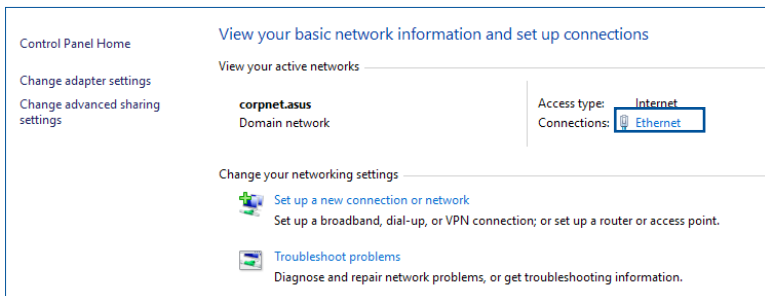 Control Panel Home
Change adapter settings
Change advanced sharing
settings
View your basic network information and set up connections
View your active networks
corpnet.asus
Domain network
Access type: Internet
Connections: Ethernet
Change your networking settings
Set up a new connection or network
Set up a broadband, dial-up, or VPN connection; or set up a router or access point.
Troubleshoot problems
Diagnose and repair network problems, or get troubleshooting information.